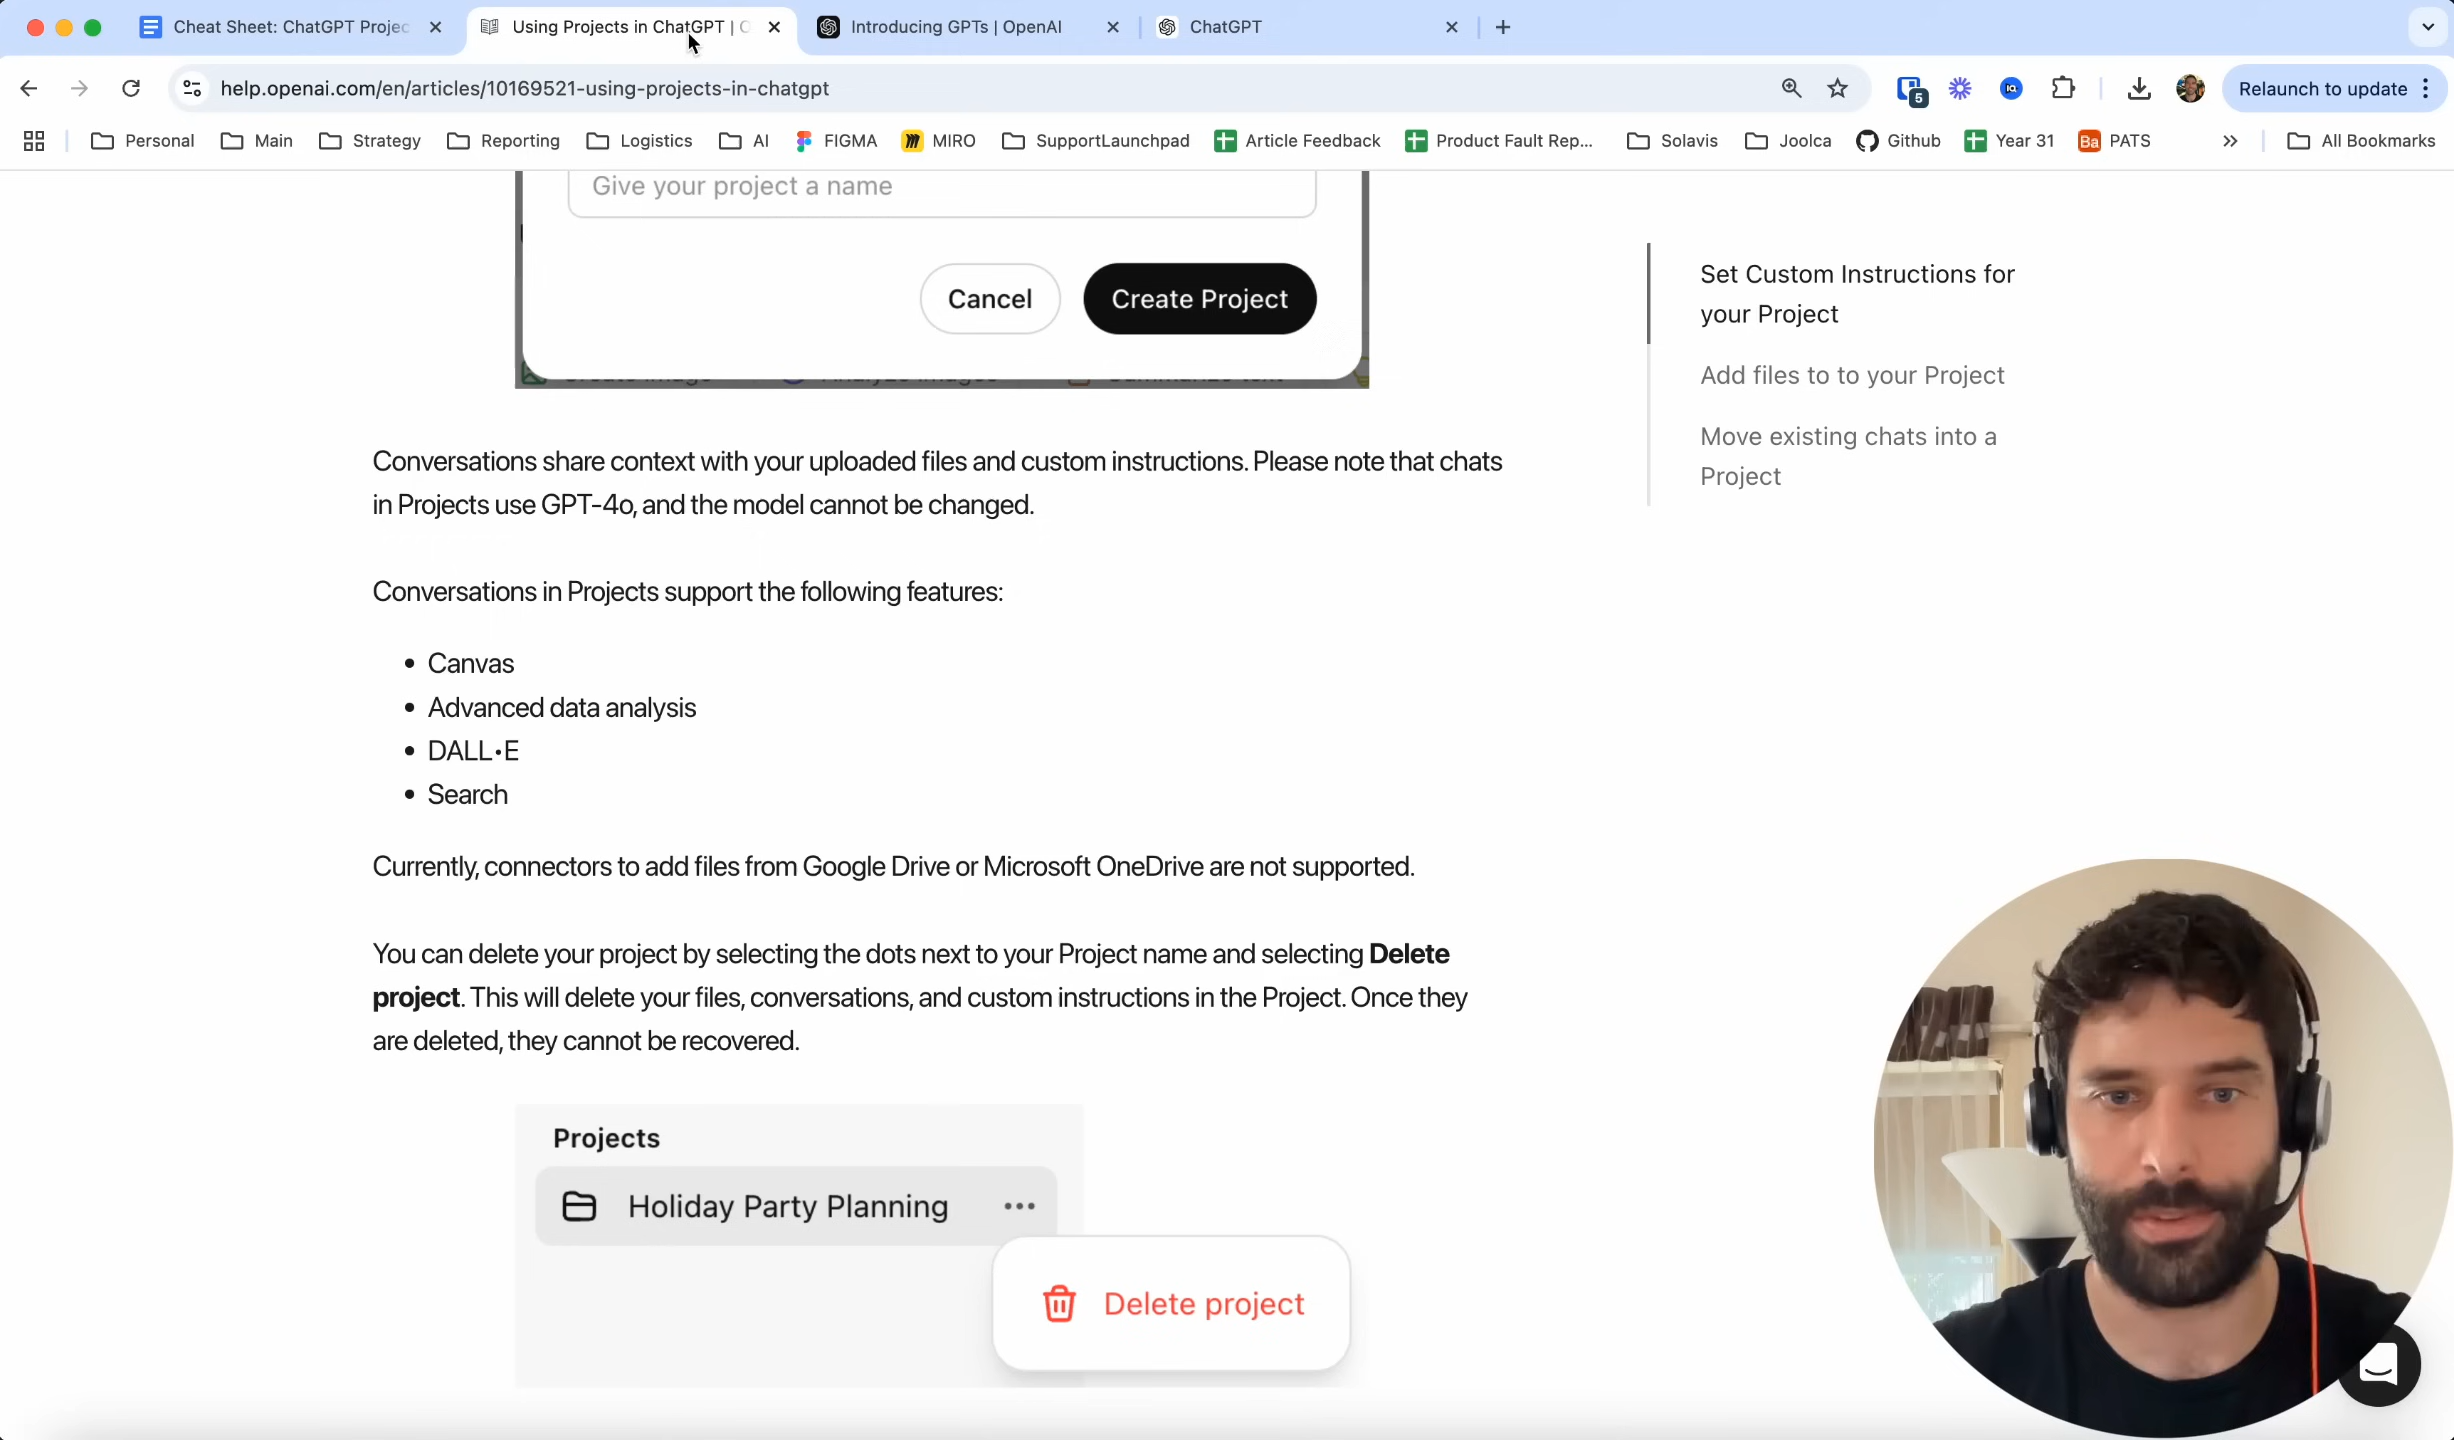 Cheat Sheet: ChatGPT Projec
Using Projects in ChatGPT |
Introducing GPTs | OpenAI
ChatGPT
help.openai.com/en/articles/10169521-using-projects-in-chatgpt
5
IQ
Relaunch to update
Personal
Main
Strategy
Reporting
Logistics
AI
FIGMA
MIRO
SupportLaunchpad
Article Feedback
Product Fault Rep...
Solavis
Joolca
Github
Year 31
Ba
PATS
All Bookmarks
Give your project a name
Cancel
Create Project
Set Custom Instructions for
your Project
Add files to to your Project
Move existing chats into a
Project
Conversations share context with your uploaded files and custom instructions. Please note that chats
in Projects use GPT-4o, and the model cannot be changed.
Conversations in Projects support the following features:
• Canvas
• Advanced data analysis
• DALL•E
• Search
Currently, connectors to add files from Google Drive or Microsoft OneDrive are not supported.
You can delete your project by selecting the dots next to your Project name and selecting Delete
project. This will delete your files, conversations, and custom instructions in the Project. Once they
are deleted, they cannot be recovered.
Projects
Holiday Party Planning
Delete project